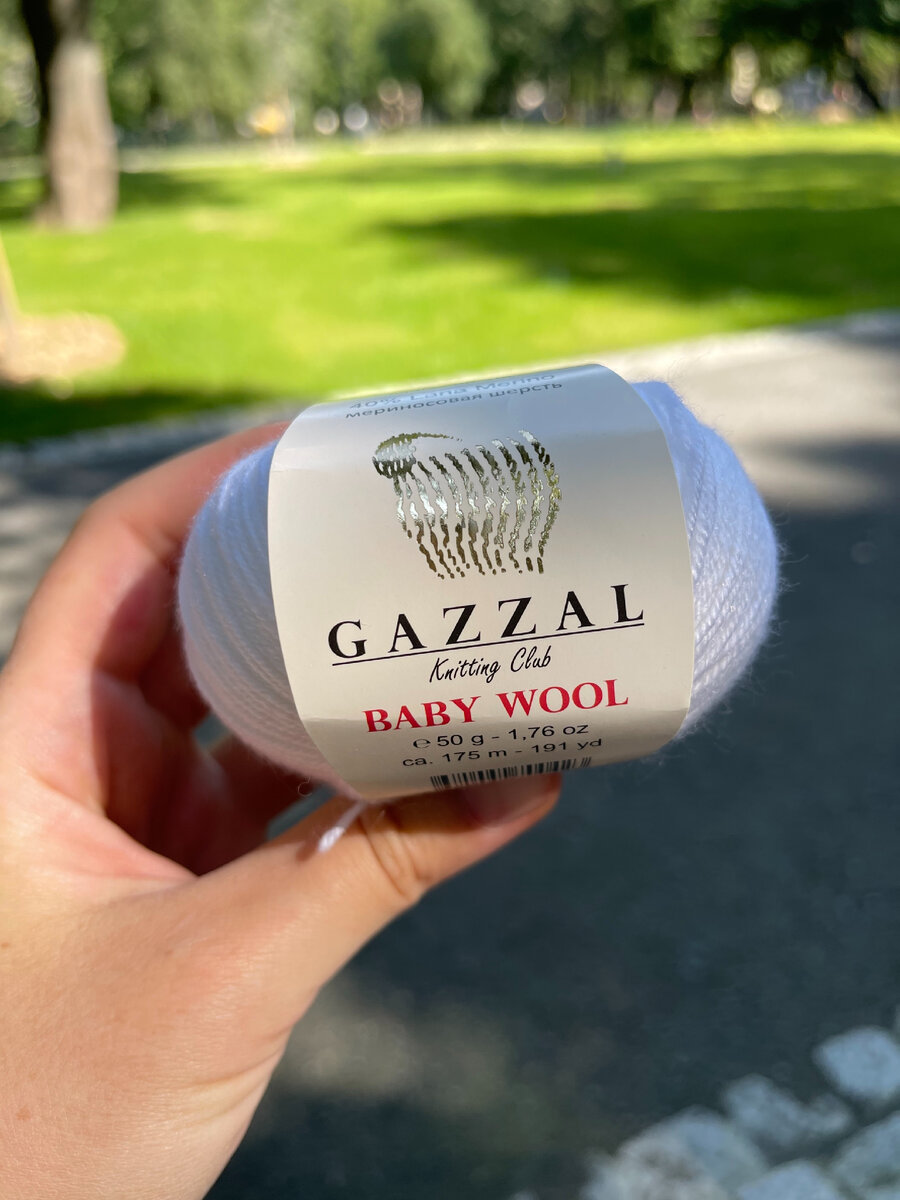 40% Lana Merino
мериносовая шерсть
GAZZAL
Knitting Club
BABY WOOL
℮ 50 g - 1,76 oz
ca. 175 m - 191 yd